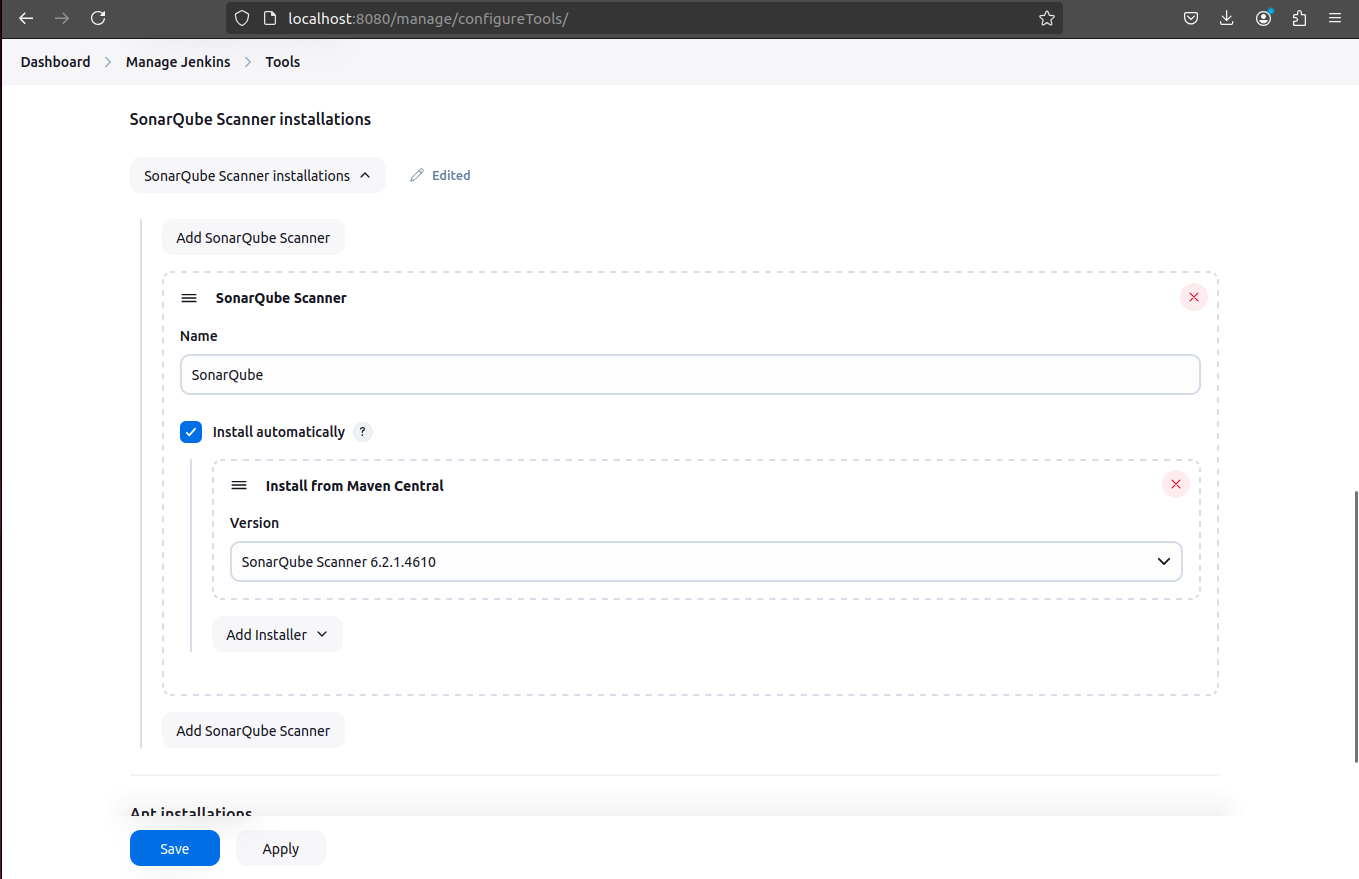 localhost:8080/manage/configureTools/
Dashboard Manage Jenkins Tools
SonarQube Scanner installations
SonarQube Scanner installations Edited
Add SonarQube Scanner
SonarQube Scanner
Name
SonarQube
Install automatically ?
Install from Maven Central
Version
SonarQube Scanner 6.2.1.4610
Add Installer
Add SonarQube Scanner
Ant installations
Save Apply